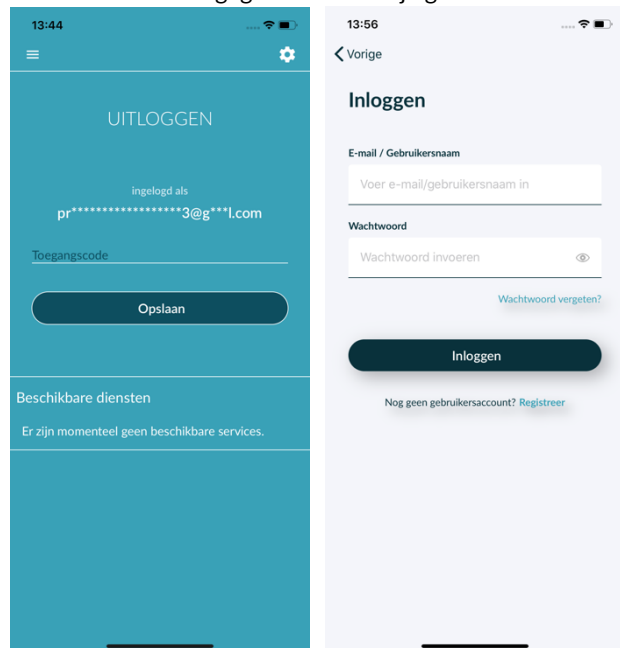 13:44
UITLOGGEN
ingelogd als
pr******************3@g***l.com
Toegangscode
Opslaan
Beschikbare diensten
Er zijn momenteel geen beschikbare services.
13:56
Vorige
Inloggen
E-mail / Gebruikersnaam
Voer e-mail/gebruikersnaam in
Wachtwoord
Wachtwoord invoeren
Wachtwoord vergeten?
Inloggen
Nog geen gebruikersaccount? Registreer